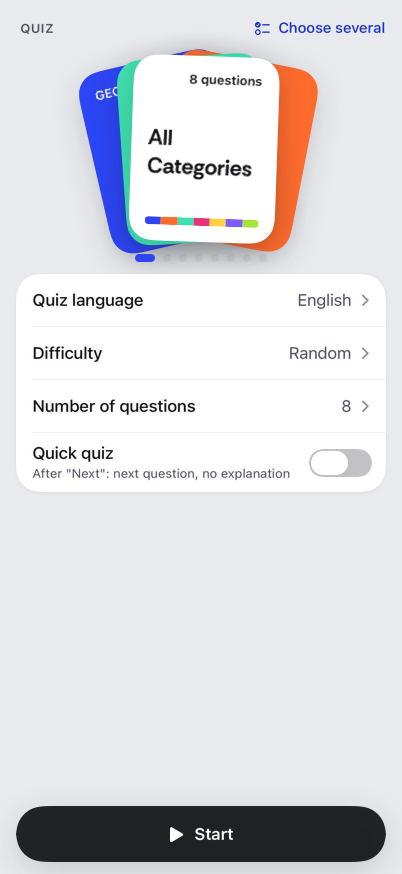 QUIZ
Choose several
8 questions
All
Categories
Quiz language
English
Difficulty
Random
Number of questions
8
Quick quiz
After "Next": next question, no explanation
Start